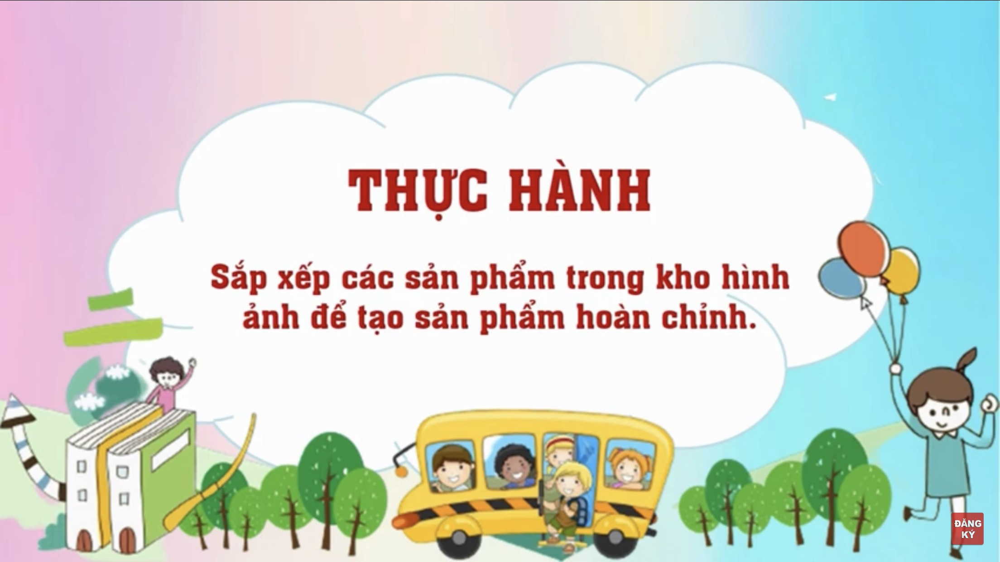 THỰC HÀNH
Sắp xếp các sản phẩm trong kho hình
ảnh để tạo sản phẩm hoàn chỉnh.
ĐĂNG
KÝ